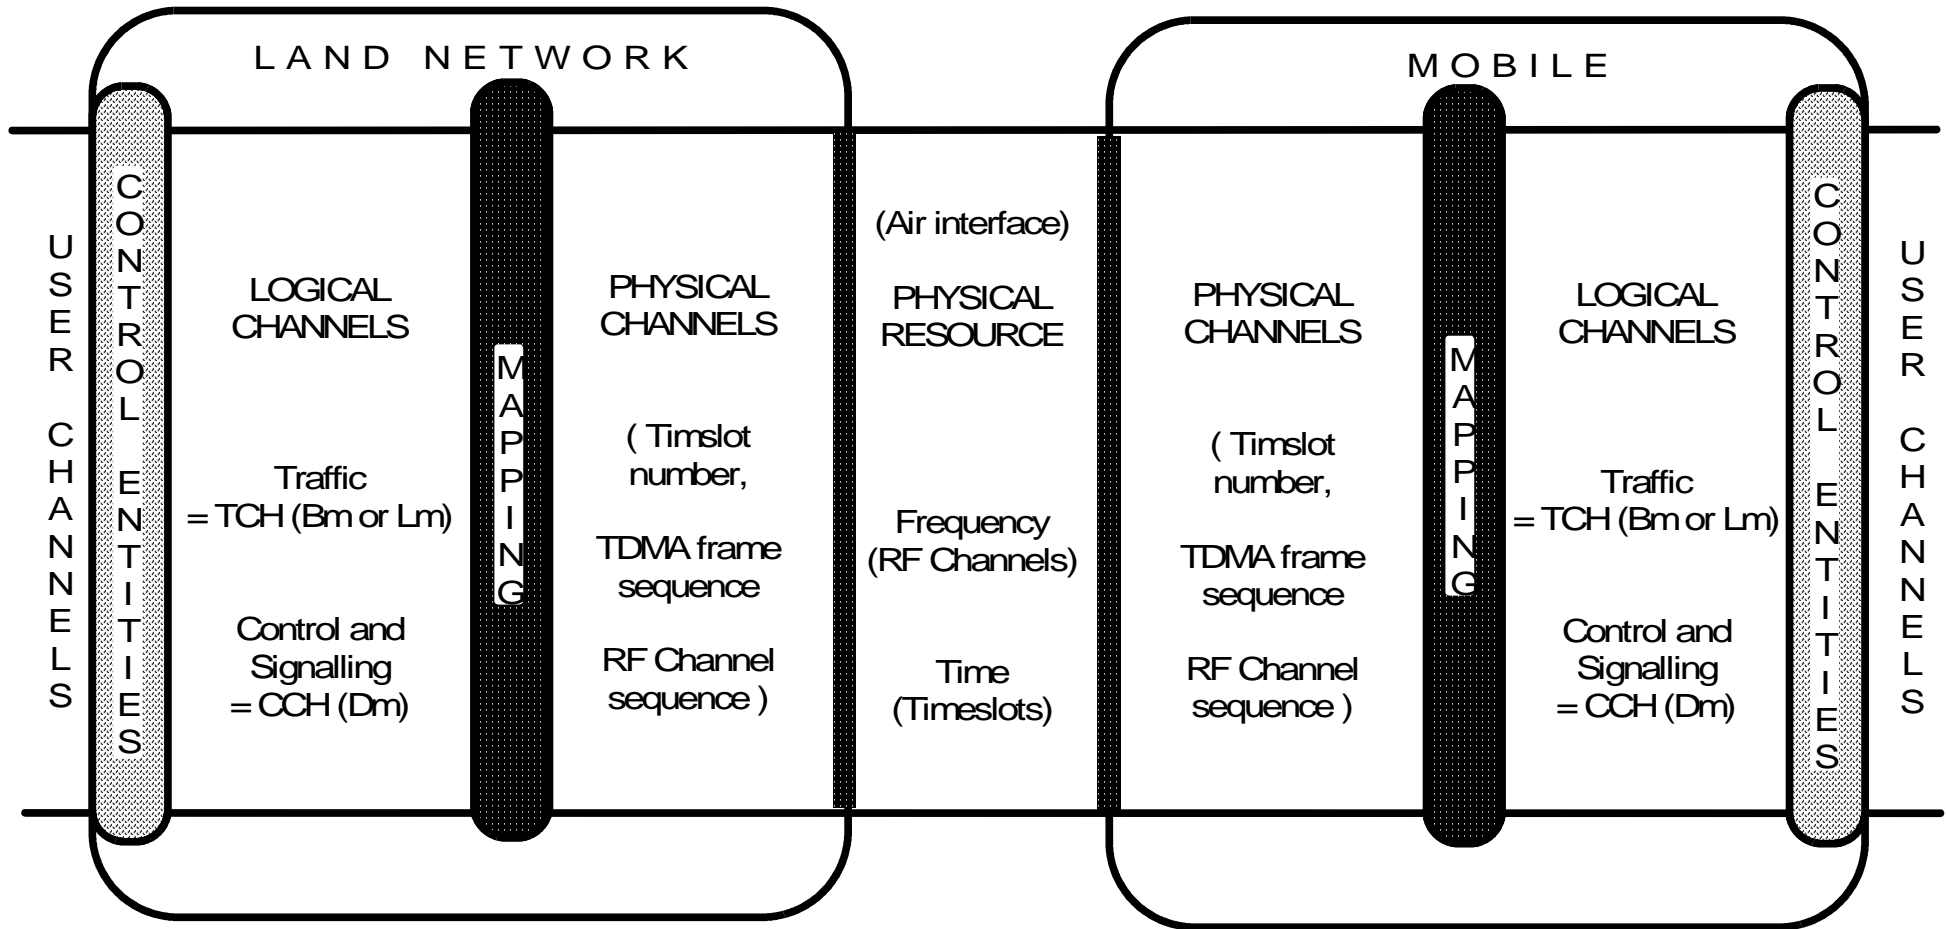 LAND NETWORK
MOBILE
USER CHANNELS
CONTROL ENTITIES
LOGICAL
CHANNELS
Traffic
= TCH (Bm or Lm)
Control and
Signalling
= CCH (Dm)
MAPPING
PHYSICAL
CHANNELS
( Timslot
number,
TDMA frame
sequence
RF Channel
sequence )
(Air interface)
PHYSICAL
RESOURCE
Frequency
(RF Channels)
Time
(Timeslots)
PHYSICAL
CHANNELS
( Timslot
number,
TDMA frame
sequence
RF Channel
sequence )
MAPPING
LOGICAL
CHANNELS
Traffic
= TCH (Bm or Lm)
Control and
Signalling
= CCH (Dm)
CONTROL ENTITIES
USER CHANNELS